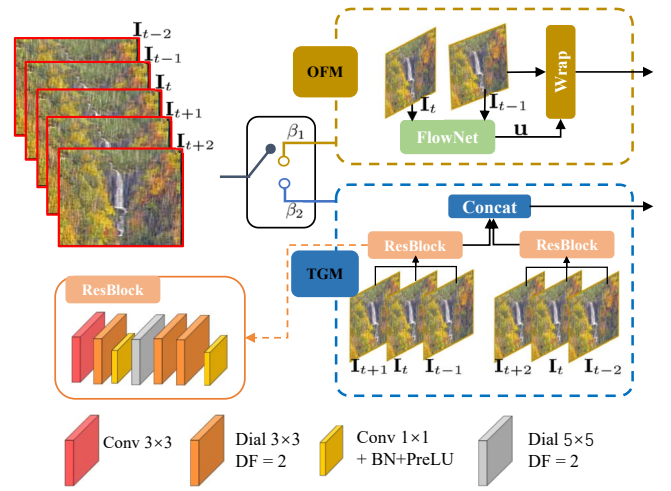 I_{t-2}
I_{t-1}
I_t
I_{t+1}
I_{t+2}
β_1
β_2
OFM
I_t
I_{t-1}
FlowNet
u
Wrap
TGM
Concat
ResBlock
ResBlock
I_{t+1} I_t I_{t-1}
I_{t+2} I_t I_{t-2}
ResBlock
Conv 3×3
Dial 3×3
DF = 2
Conv 1×1
+ BN+PreLU
Dial 5×5
DF = 2